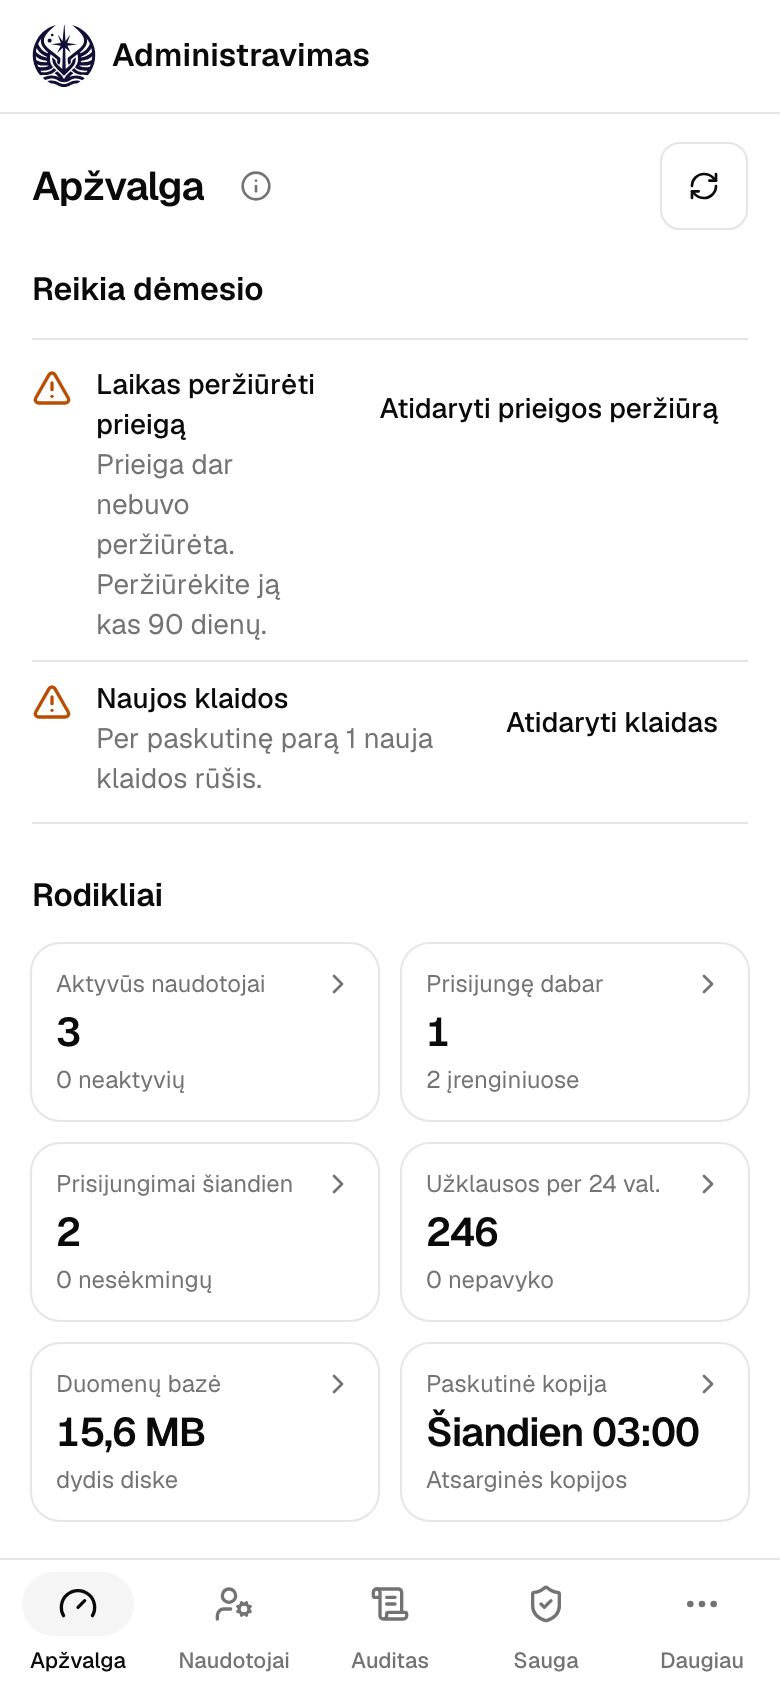 Administravimas
Apžvalga
Reikia dėmesio
Laikas peržiūrėti
prieigą
Atidaryti prieigos peržiūrą
Prieiga dar
nebuvo
peržiūrėta.
Peržiūrėkite ją
kas 90 dienų.
Naujos klaidos
Atidaryti klaidas
Per paskutinę parą 1 nauja
klaidos rūšis.
Rodikliai
Aktyvūs naudotojai
3
0 neaktyvių
Prisijungę dabar
1
2 įrenginiuose
Prisijungimai šiandien
2
0 nesėkmingų
Užklausos per 24 val.
246
0 nepavyko
Duomenų bazė
15,6 MB
dydis diske
Paskutinė kopija
Šiandien 03:00
Atsarginės kopijos
Apžvalga
Naudotojai
Auditas
Sauga
Daugiau